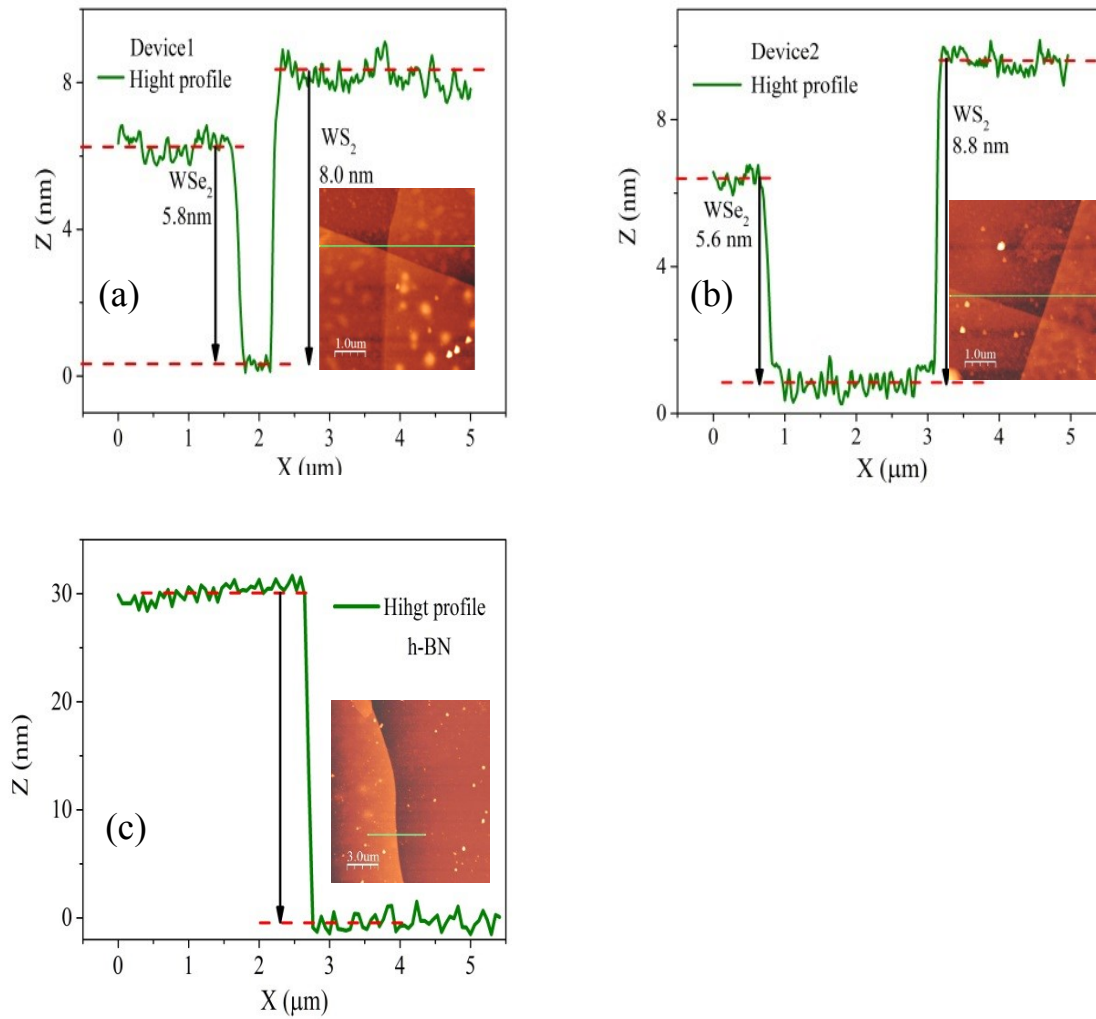 Device1
Hight profile
WS2
8.0 nm
WSe2
5.8nm
(a)
1.0um
Z (nm)
8
4
0
0 1 2 3 4 5
X (μm)
Device2
Hight profile
WS2
8.8 nm
WSe2
5.6 nm
(b)
1.0um
Z (nm)
8
4
0
0 1 2 3 4 5
X (μm)
Hihgt profile
h-BN
(c)
3.0um
Z (nm)
30
20
10
0
0 1 2 3 4 5
X (μm)